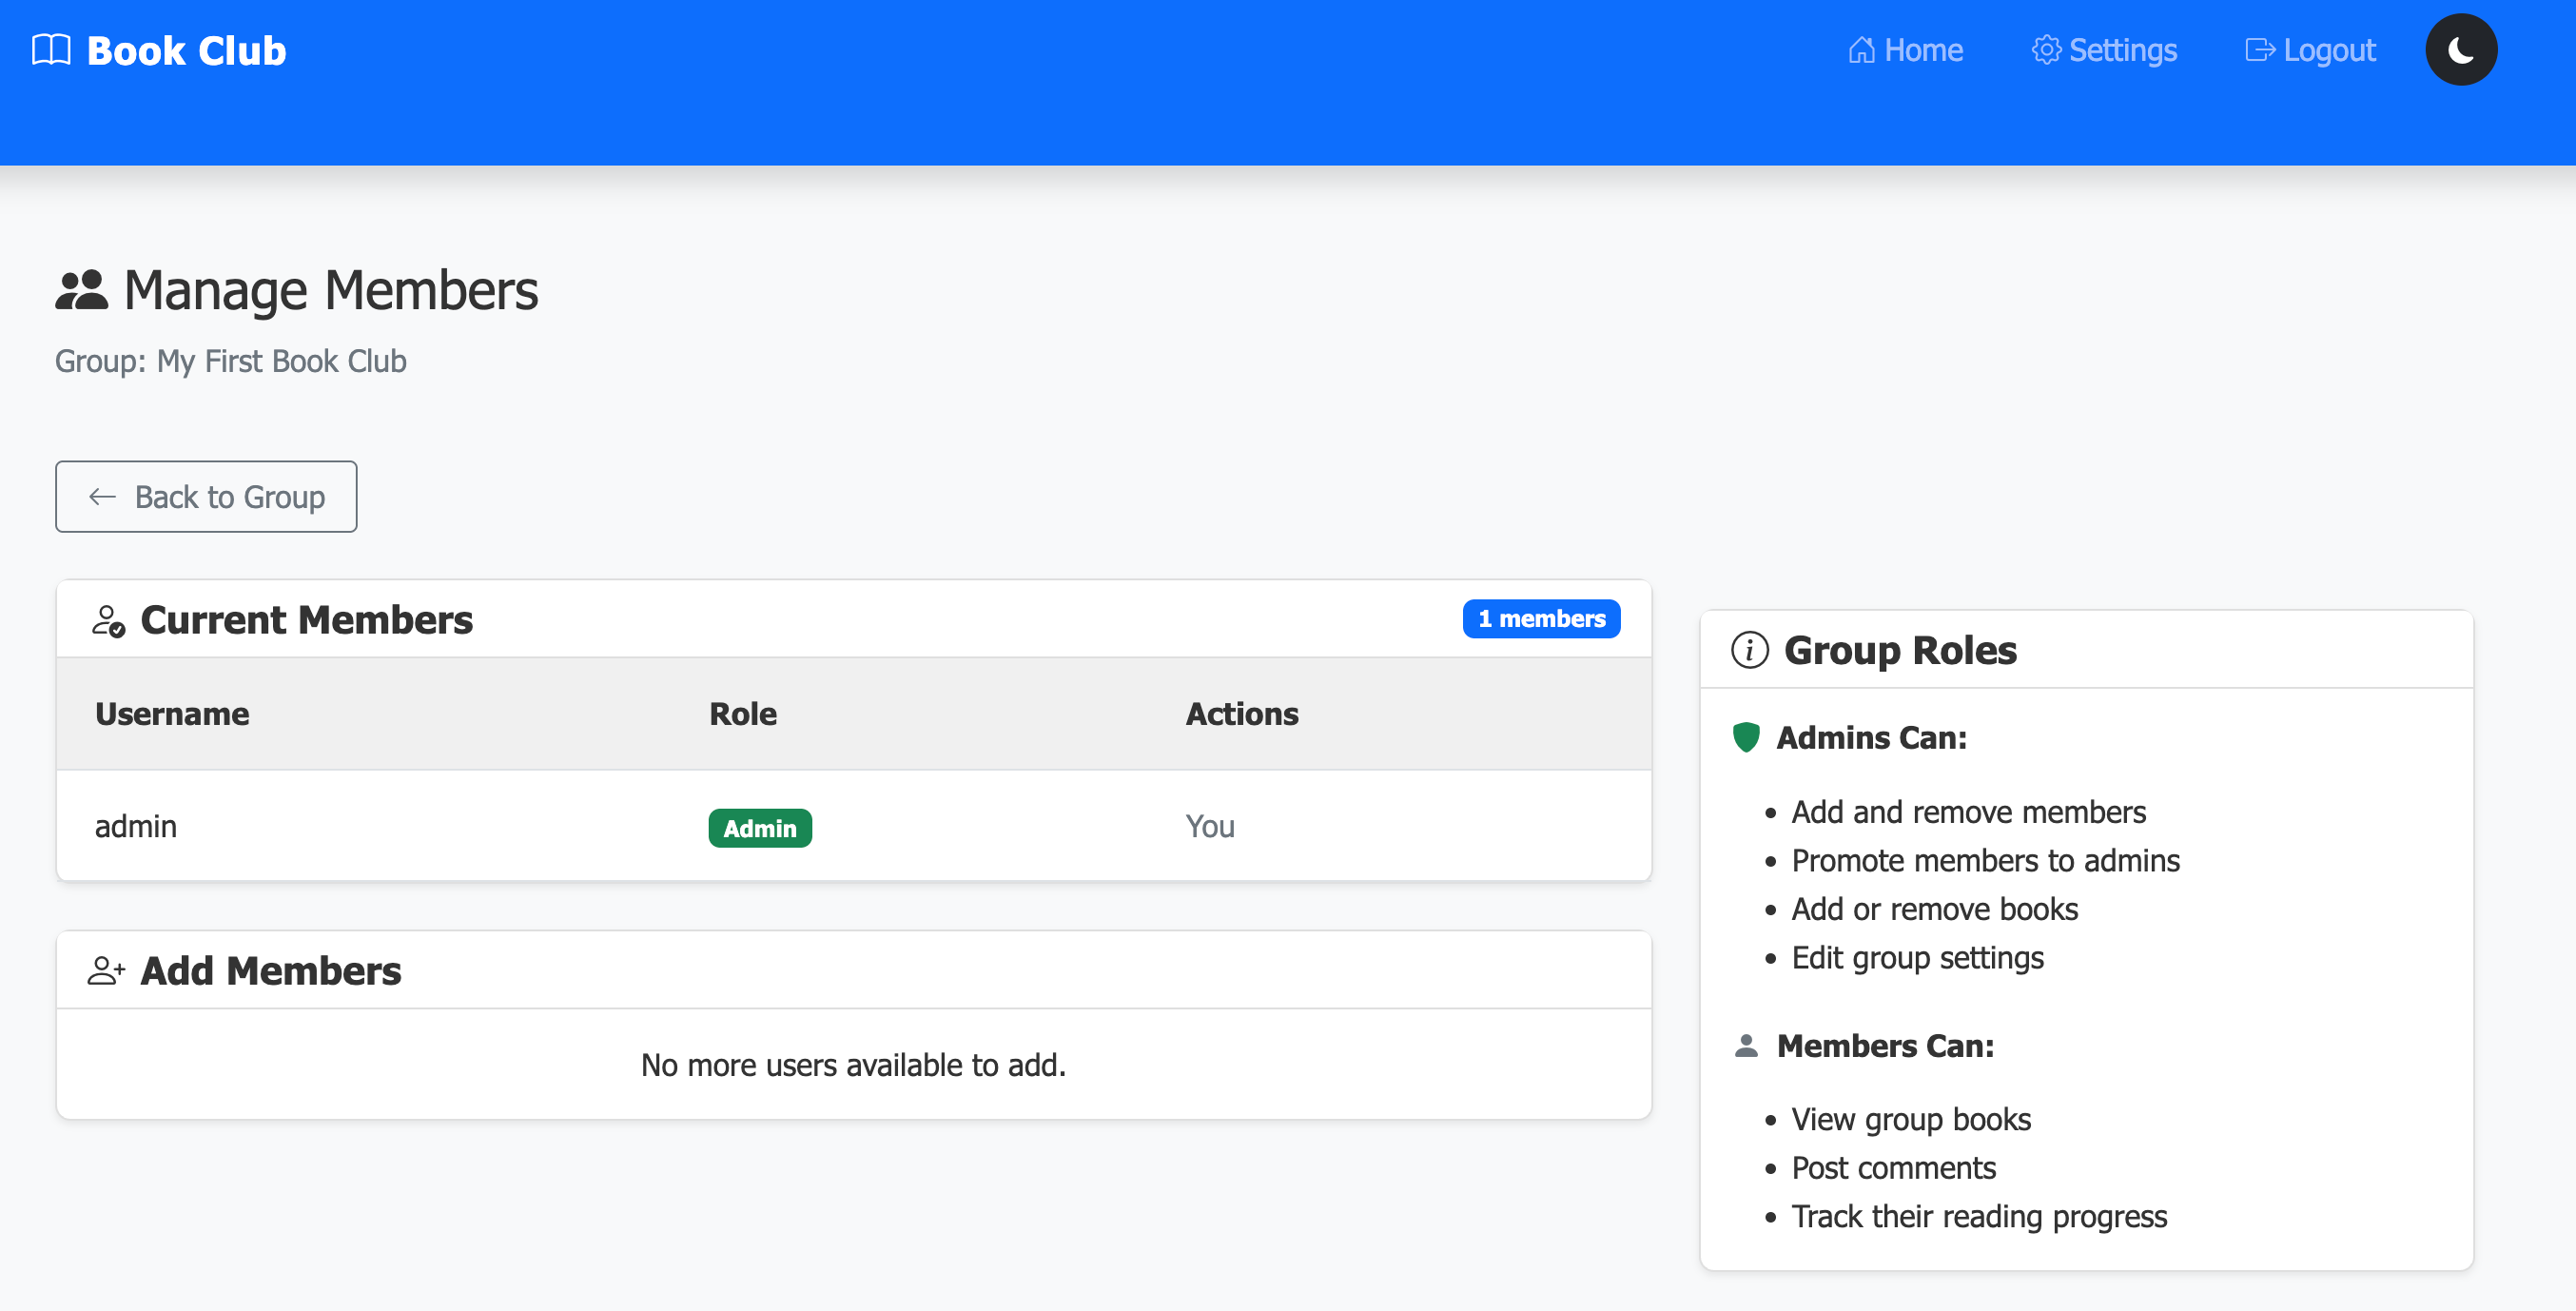 Book Club
Home Settings Logout
Manage Members
Group: My First Book Club
Back to Group
Current Members
1 members
Username Role Actions
admin Admin You
Add Members
No more users available to add.
Group Roles
Admins Can:
Add and remove members
Promote members to admins
Add or remove books
Edit group settings
Members Can:
View group books
Post comments
Track their reading progress